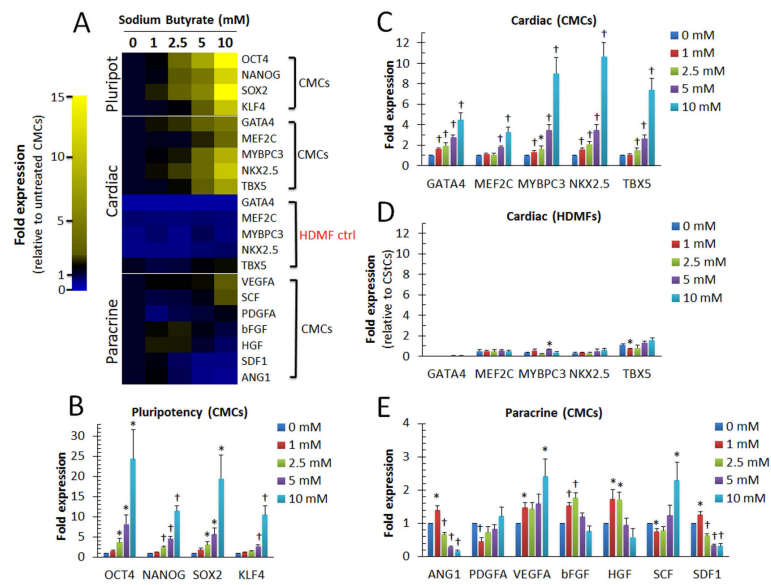 A
Sodium Butyrate (mM)
0 1 2.5 5 10
Fold expression
(relative to untreated CMCs)
15
10
5
1
0
Pluripot
Cardiac
Paracrine
OCT4
NANOG
SOX2
KLF4
CMCs
GATA4
MEF2C
MYBPC3
NKX2.5
TBX5
CMCs
GATA4
MEF2C
MYBPC3
NKX2.5
TBX5
HDMF ctrl
VEGFA
SCF
PDGFA
bFGF
HGF
SDF1
ANG1
CMCs
B
Pluripotency (CMCs)
Fold expression
30
25
20
15
10
5
0
* * * † † † * * * * †
OCT4 NANOG SOX2 KLF4
0 mM
1 mM
2.5 mM
5 mM
10 mM
C
Cardiac (CMCs)
Fold expression
12
10
8
6
4
2
0
† † † † † † † * † † † † † † † † †
GATA4 MEF2C MYBPC3 NKX2.5 TBX5
0 mM
1 mM
2.5 mM
5 mM
10 mM
D
Cardiac (HDMFs)
Fold expression
(relative to CStCs)
12
10
8
6
4
2
0
* *
GATA4 MEF2C MYBPC3 NKX2.5 TBX5
0 mM
1 mM
2.5 mM
5 mM
10 mM
E
Paracrine (CMCs)
Fold expression
4
3
2
1
0
* † † † † * * † † * * * * * † ††
ANG1 PDGFA VEGFA bFGF HGF SCF SDF1
0 mM
1 mM
2.5 mM
5 mM
10 mM